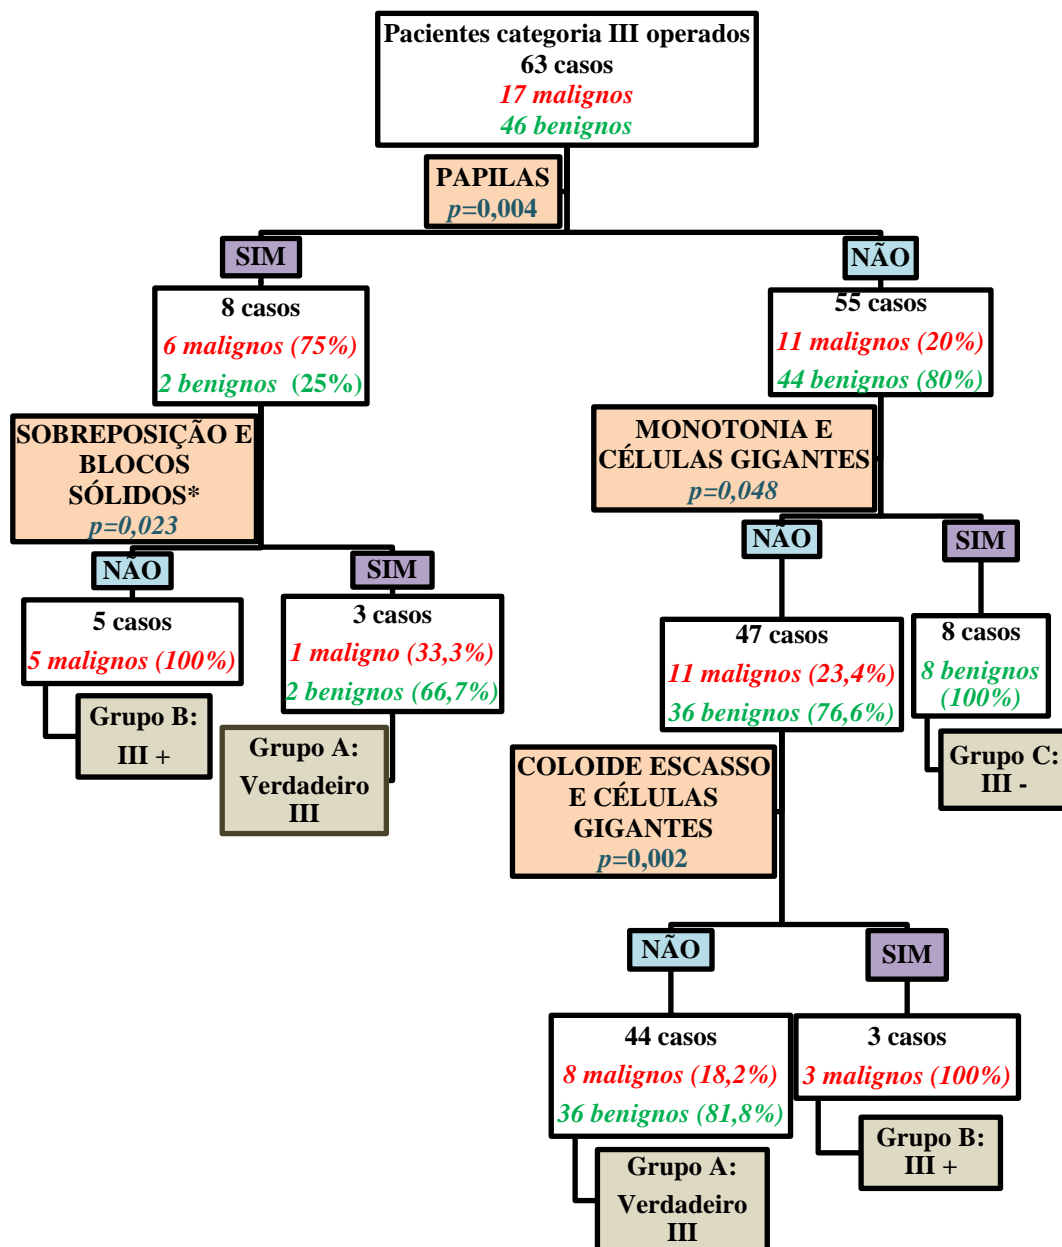 Pacientes categoria III operados
63 casos
17 malignos
46 benignos
PAPILAS
p=0,004
SIM
NÃO
8 casos
6 malignos (75%)
2 benignos (25%)
55 casos
11 malignos (20%)
44 benignos (80%)
SOBREPOSIÇÃO E
BLOCOS
SÓLIDOS*
p=0,023
MONOTONIA E
CÉLULAS GIGANTES
p=0,048
NÃO
SIM
NÃO
SIM
5 casos
5 malignos (100%)
3 casos
1 maligno (33,3%)
2 benignos (66,7%)
47 casos
11 malignos (23,4%)
36 benignos (76,6%)
8 casos
8 benignos
(100%)
Grupo B:
III +
Grupo A:
Verdadeiro
III
COLOIDE ESCASSO
E CÉLULAS
GIGANTES
p=0,002
Grupo C:
III -
NÃO
SIM
44 casos
8 malignos (18,2%)
36 benignos (81,8%)
3 casos
3 malignos (100%)
Grupo A:
Verdadeiro
III
Grupo B:
III +